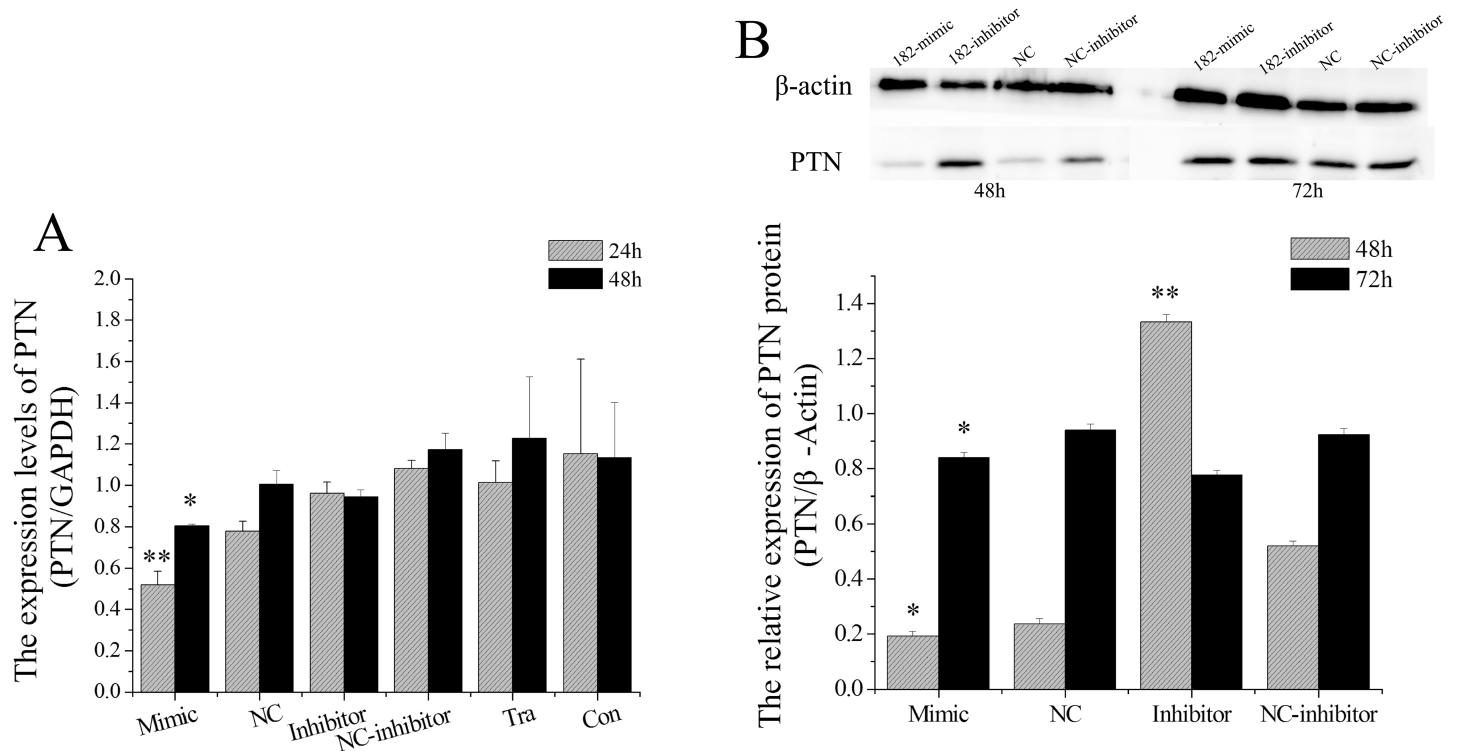 B
182-mimic 182-inhibitor NC NC-inhibitor 182-mimic 182-inhibitor NC NC-inhibitor
β-actin
PTN
48h 72h
A
24h
48h
The expression levels of PTN
(PTN/GAPDH)
2.0
1.8
1.6
1.4
1.2
1.0
0.8
0.6
0.4
0.2
0.0
** * 
Mimic NC Inhibitor NC-inhibitor Tra Con
48h
72h
The relative expression of PTN protein
(PTN/β -Actin)
1.4
1.2
1.0
0.8
0.6
0.4
0.2
0.0
* * **
Mimic NC Inhibitor NC-inhibitor